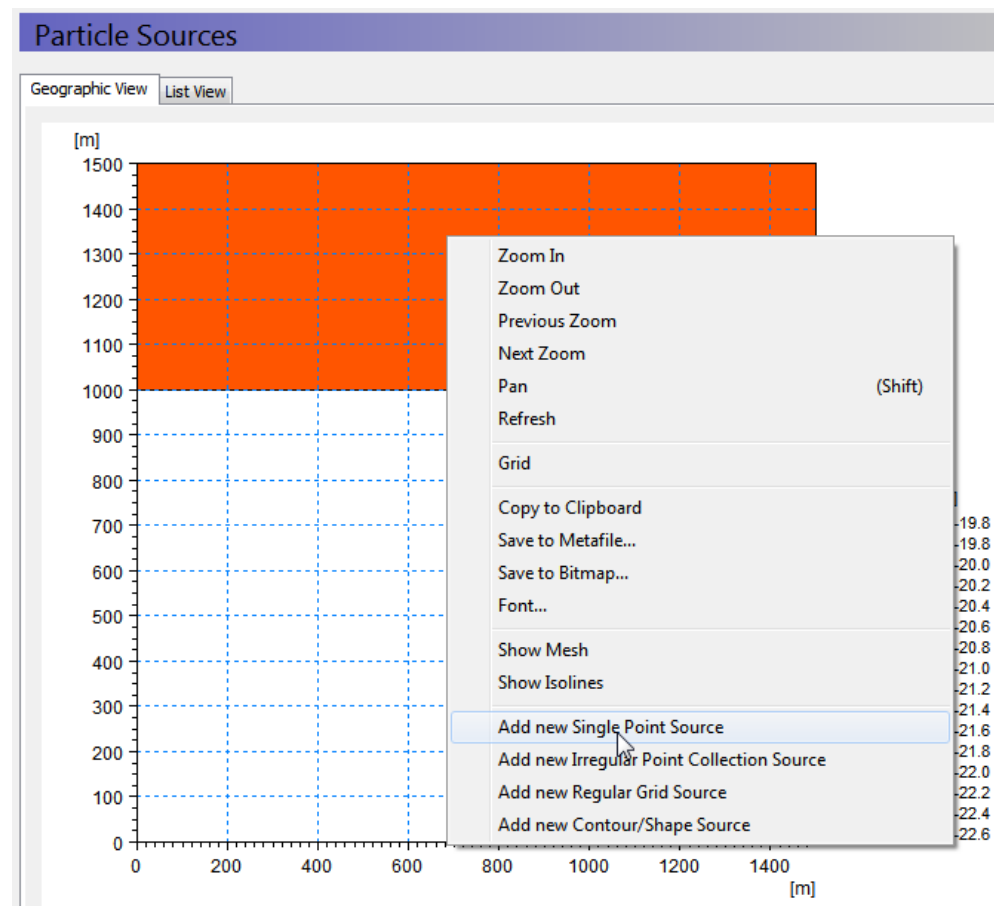 Particle Sources
Geographic View
List View
[m]
1500
1400
1300
1200
1100
1000
900
800
700
600
500
400
300
200
100
0
0 200 400 600 800 1000 1200 1400
[m]
Zoom In
Zoom Out
Previous Zoom
Next Zoom
Pan (Shift)
Refresh
Grid
Copy to Clipboard
Save to Metafile...
Save to Bitmap...
Font...
Show Mesh
Show Isolines
Add new Single Point Source
Add new Irregular Point Collection Source
Add new Regular Grid Source
Add new Contour/Shape Source
-19.8
-19.8
-20.0
-20.2
-20.4
-20.6
-20.8
-21.0
-21.2
-21.4
-21.6
-21.8
-22.0
-22.2
-22.4
-22.6